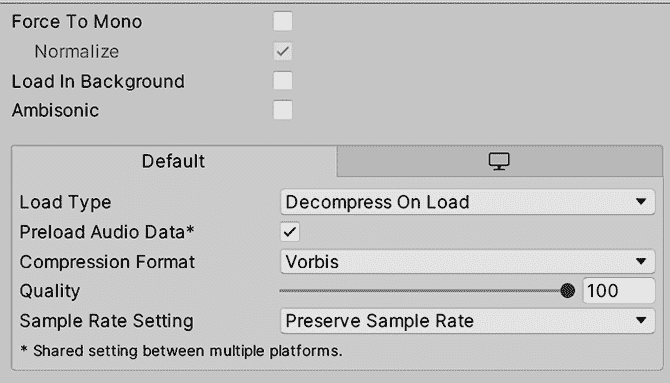 Force To Mono
Normalize
Load In Background
Ambisonic
Default
Load Type Decompress On Load
Preload Audio Data*
Compression Format Vorbis
Quality 100
Sample Rate Setting Preserve Sample Rate
* Shared setting between multiple platforms.